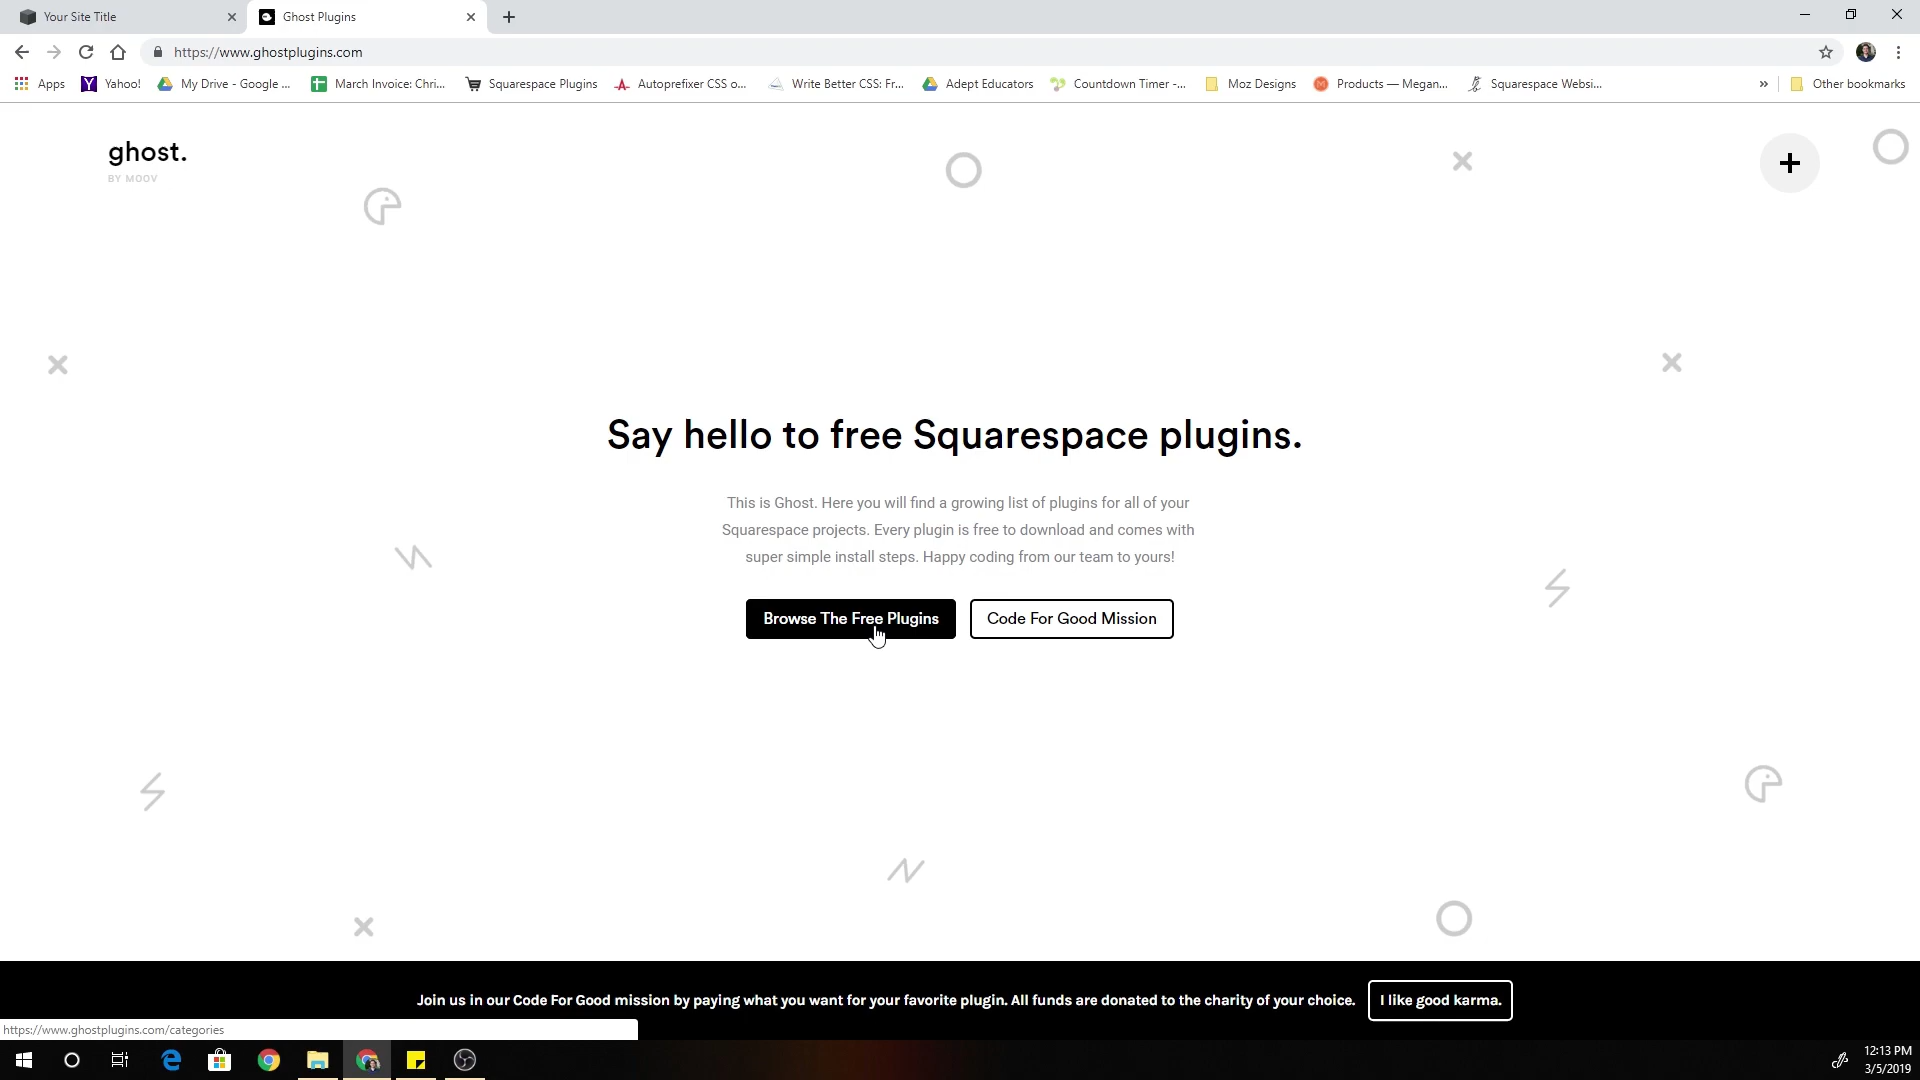 Your Site Title
Ghost Plugins
https://www.ghostplugins.com
Apps
Yahoo!
My Drive - Google ...
March Invoice: Chri...
Squarespace Plugins
Autoprefixer CSS o...
Write Better CSS: Fr...
Adept Educators
Countdown Timer -...
Moz Designs
Products — Megan...
Squarespace Websi...
»
Other bookmarks
ghost.
BY MOOV
Say hello to free Squarespace plugins.
This is Ghost. Here you will find a growing list of plugins for all of your
Squarespace projects. Every plugin is free to download and comes with
super simple install steps. Happy coding from our team to yours!
Browse The Free Plugins
Code For Good Mission
Join us in our Code For Good mission by paying what you want for your favorite plugin. All funds are donated to the charity of your choice.
I like good karma.
https://www.ghostplugins.com/categories
12:13 PM
3/5/2019